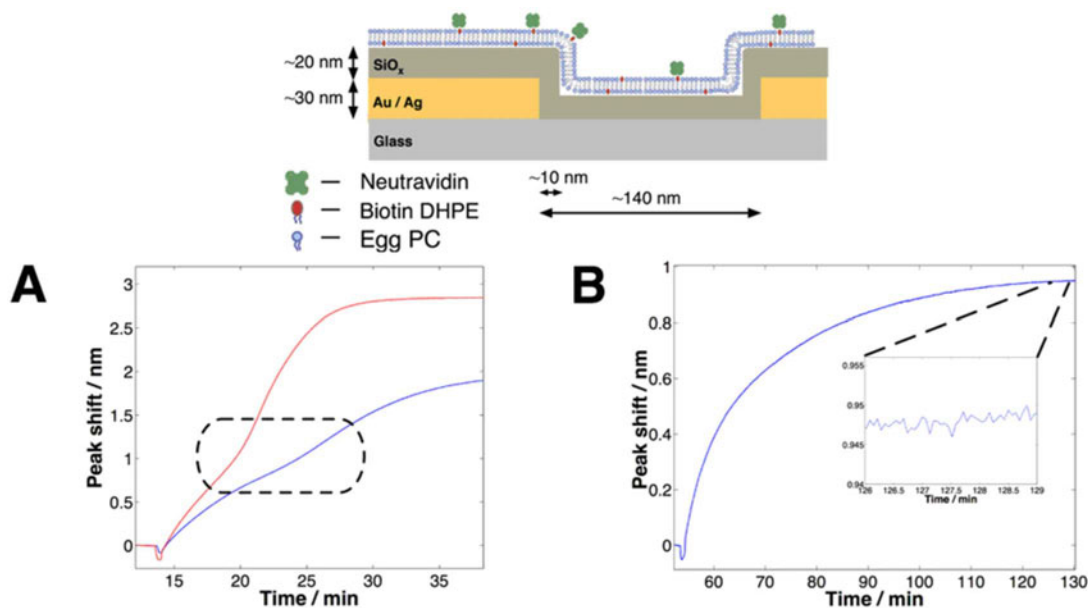 ~20 nm
SiOx
~30 nm
Au / Ag
Glass
~10 nm
~140 nm
— Neutravidin
— Biotin DHPE
— Egg PC
A
3
2.5
2
1.5
1
0.5
0
Peak shift / nm
15 20 25 30 35
Time / min
B
1
0.8
0.6
0.4
0.2
0
Peak shift / nm
0.955
0.95
0.945
0.94
126 126.5 127 127.5 128 128.5 129
Time / min
60 70 80 90 100 110 120 130
Time / min